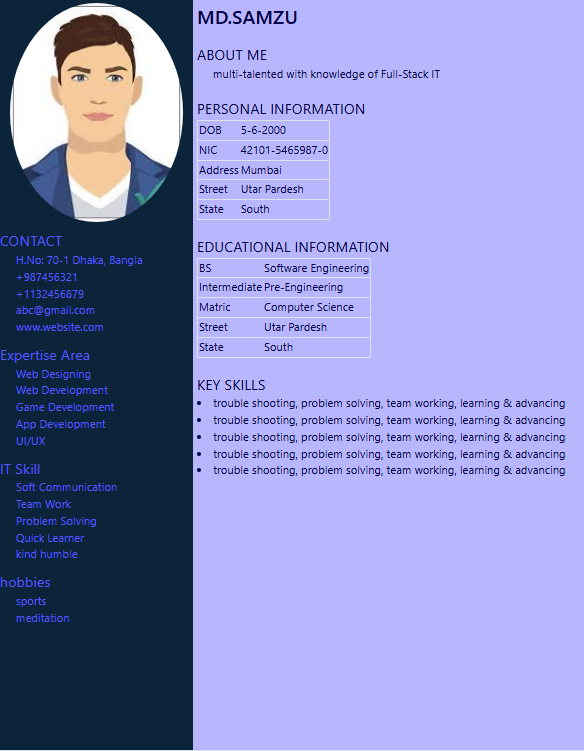 MD.SAMZU
ABOUT ME
multi-talented with knowledge of Full-Stack IT
PERSONAL INFORMATION
DOB 5-6-2000
NIC 42101-5465987-0
Address Mumbai
Street Utar Pardesh
State South
EDUCATIONAL INFORMATION
BS Software Engineering
Intermediate Pre-Engineering
Matric Computer Science
Street Utar Pardesh
State South
KEY SKILLS
• trouble shooting, problem solving, team working, learning & advancing
• trouble shooting, problem solving, team working, learning & advancing
• trouble shooting, problem solving, team working, learning & advancing
• trouble shooting, problem solving, team working, learning & advancing
• trouble shooting, problem solving, team working, learning & advancing
CONTACT
H.No: 70-1 Dhaka, Bangla
+987456321
+1132456879
abc@gmail.com
www.website.com
Expertise Area
Web Designing
Web Development
Game Development
App Development
UI/UX
IT Skill
Soft Communication
Team Work
Problem Solving
Quick Learner
kind humble
hobbies
sports
meditation